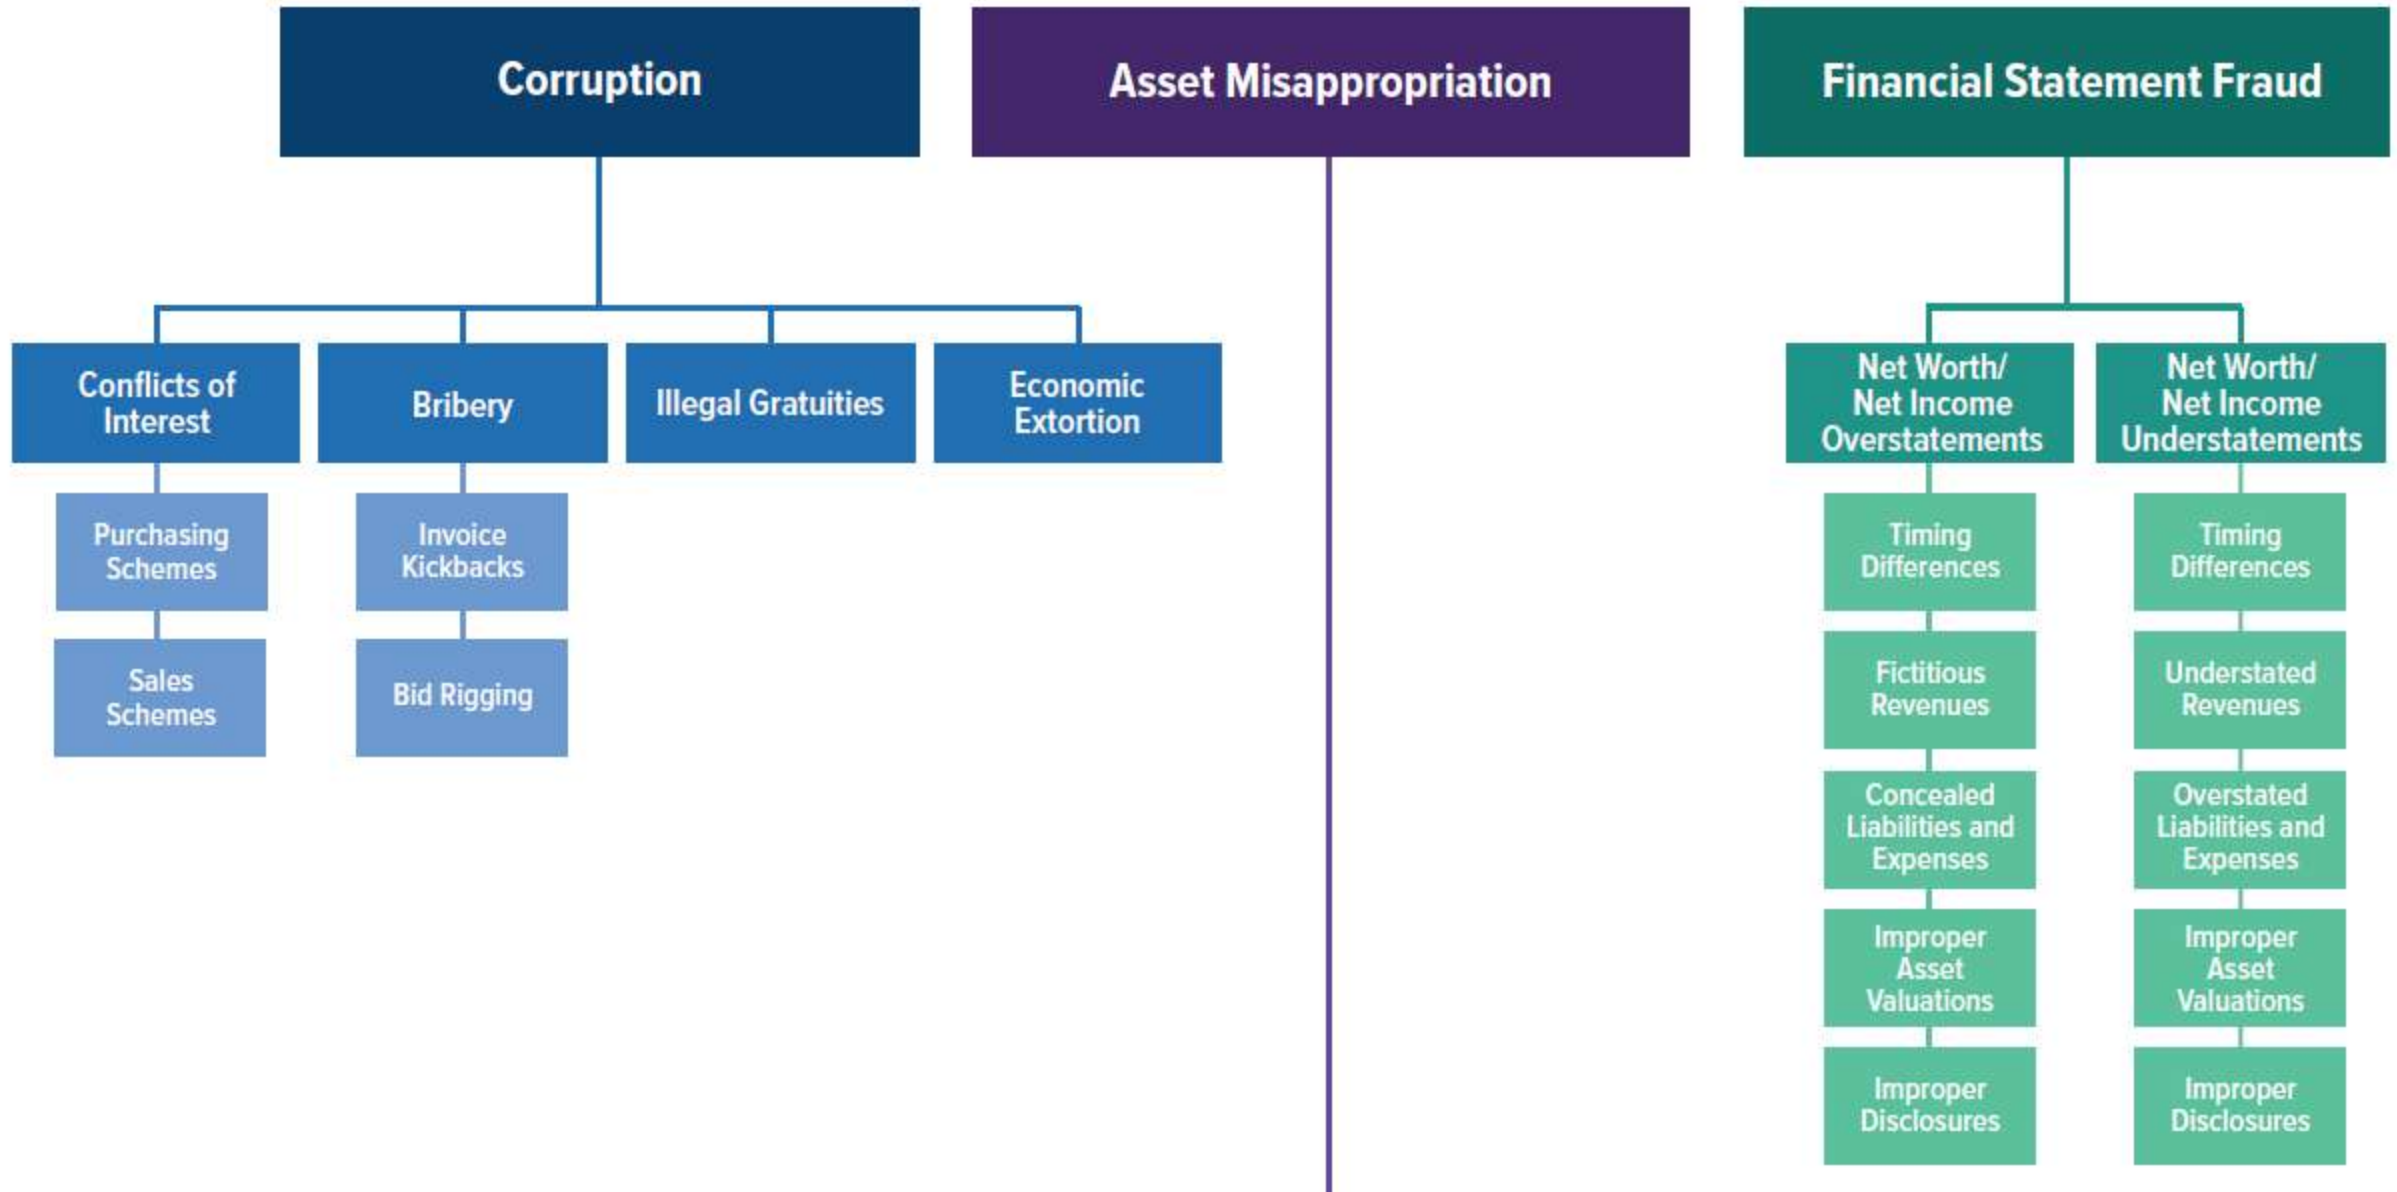 Corruption
Asset Misappropriation
Financial Statement Fraud
Conflicts of
Interest
Bribery
Illegal Gratuities
Economic
Extortion
Net Worth/
Net Income
Overstatements
Net Worth/
Net Income
Understatements
Purchasing
Schemes
Sales
Schemes
Invoice
Kickbacks
Bid Rigging
Timing
Differences
Fictitious
Revenues
Concealed
Liabilities and
Expenses
Improper
Asset
Valuations
Improper
Disclosures
Timing
Differences
Understated
Revenues
Overstated
Liabilities and
Expenses
Improper
Asset
Valuations
Improper
Disclosures